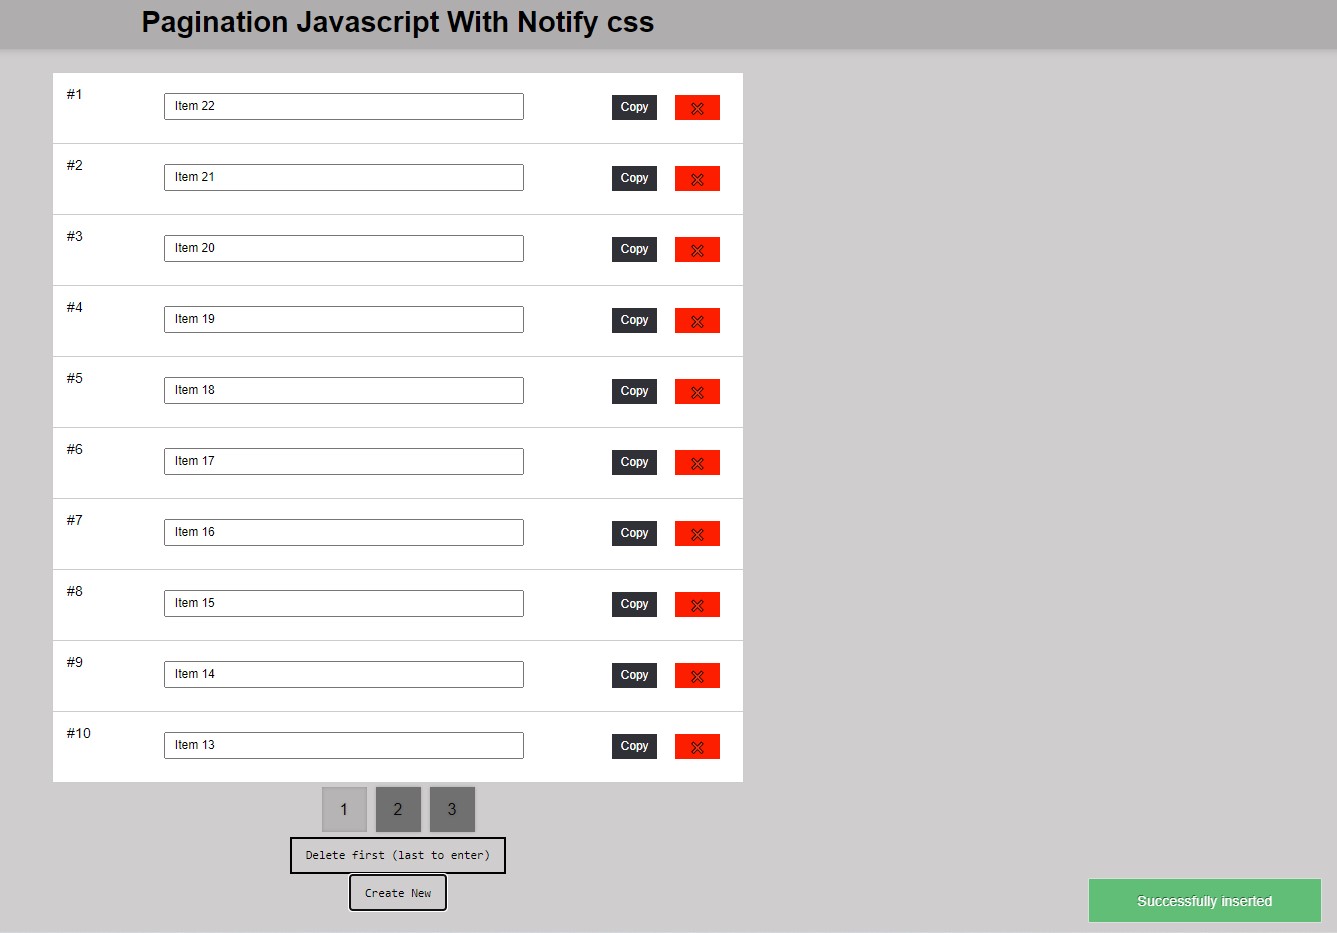 Pagination Javascript With Notify css
#1 Item 22 Copy
#2 Item 21 Copy
#3 Item 20 Copy
#4 Item 19 Copy
#5 Item 18 Copy
#6 Item 17 Copy
#7 Item 16 Copy
#8 Item 15 Copy
#9 Item 14 Copy
#10 Item 13 Copy
1 2 3
Delete first (last to enter)
Create New
Successfully inserted